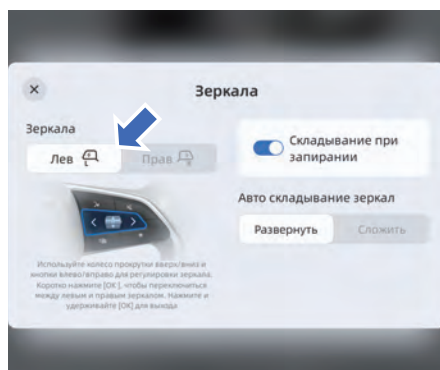 Зеркала
Зеркала
Лев
Прав
Складывание при
запирании
Авто складывание зеркал
Развернуть
Сложить
Используйте колесо прокрутки вверх/вниз и
кнопки влево/вправо для регулировки зеркала.
Коротко нажмите [OK ], чтобы переключиться
между левым и правым зеркалом. Нажмите и
удерживайте [OK] для выхода